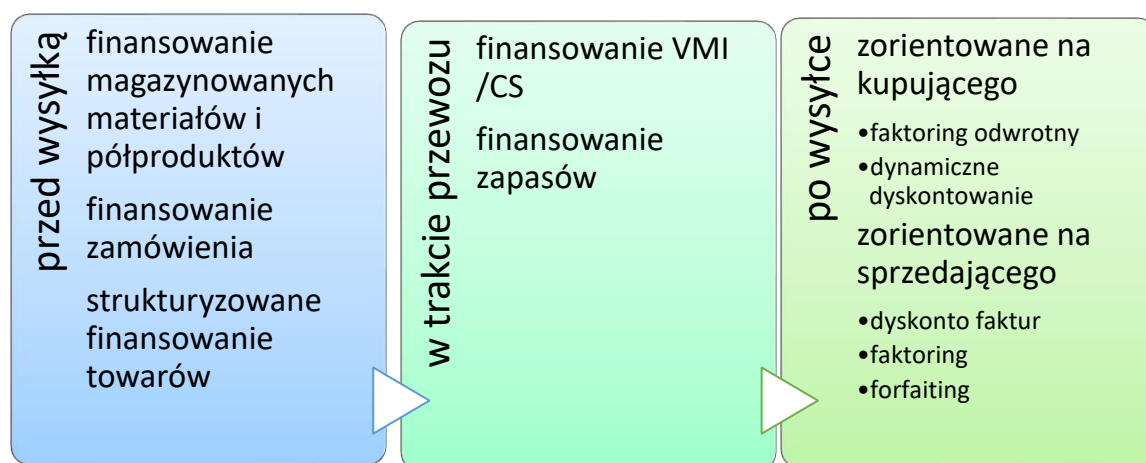 przed wysyłką
finansowanie
magazynowanych
materiałów i
półproduktów
finansowanie
zamówienia
strukturyzowane
finansowanie
towarów
w trakcie przewozu
finansowanie VMI
/CS
finansowanie
zapasów
po wysyłce
zorientowane na
kupującego
•faktoring odwrotny
•dynamiczne
dyskontowanie
zorientowane na
sprzedającego
•dyskonto faktur
•faktoring
•forfaiting